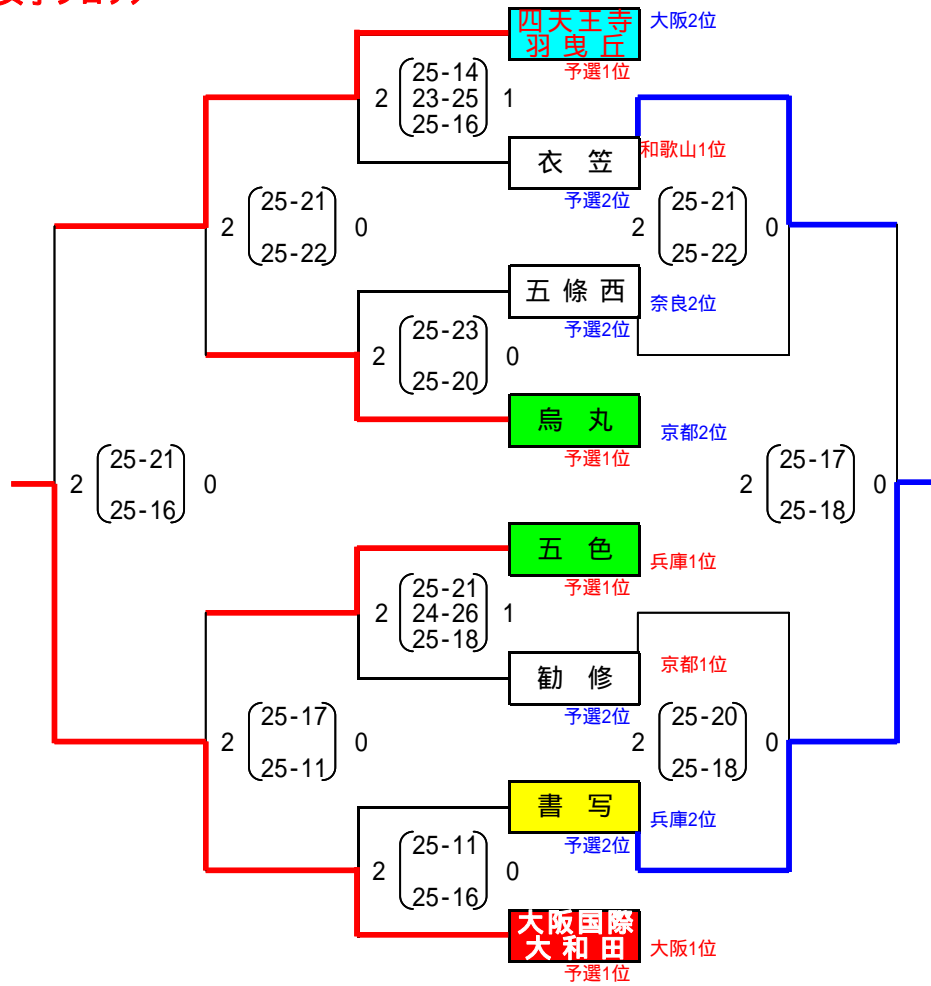 四天王寺
羽曳丘
大阪2位
予選1位
25-14
2 23-25 1
25-16
衣 笠
和歌山1位
予選2位
25-21
2 0
25-22
25-21
2 0
25-22
五條西
奈良2位
予選2位
25-23
2 0
25-20
烏 丸
京都2位
予選1位
25-21
2 0
25-16
25-17
2 0
25-18
五 色
兵庫1位
予選1位
25-21
2 24-26 1
25-18
勧 修
京都1位
予選2位
25-17
2 0
25-11
25-20
2 0
25-18
書 写
兵庫2位
予選2位
25-11
2 0
25-16
大阪国際
大和田
大阪1位
予選1位